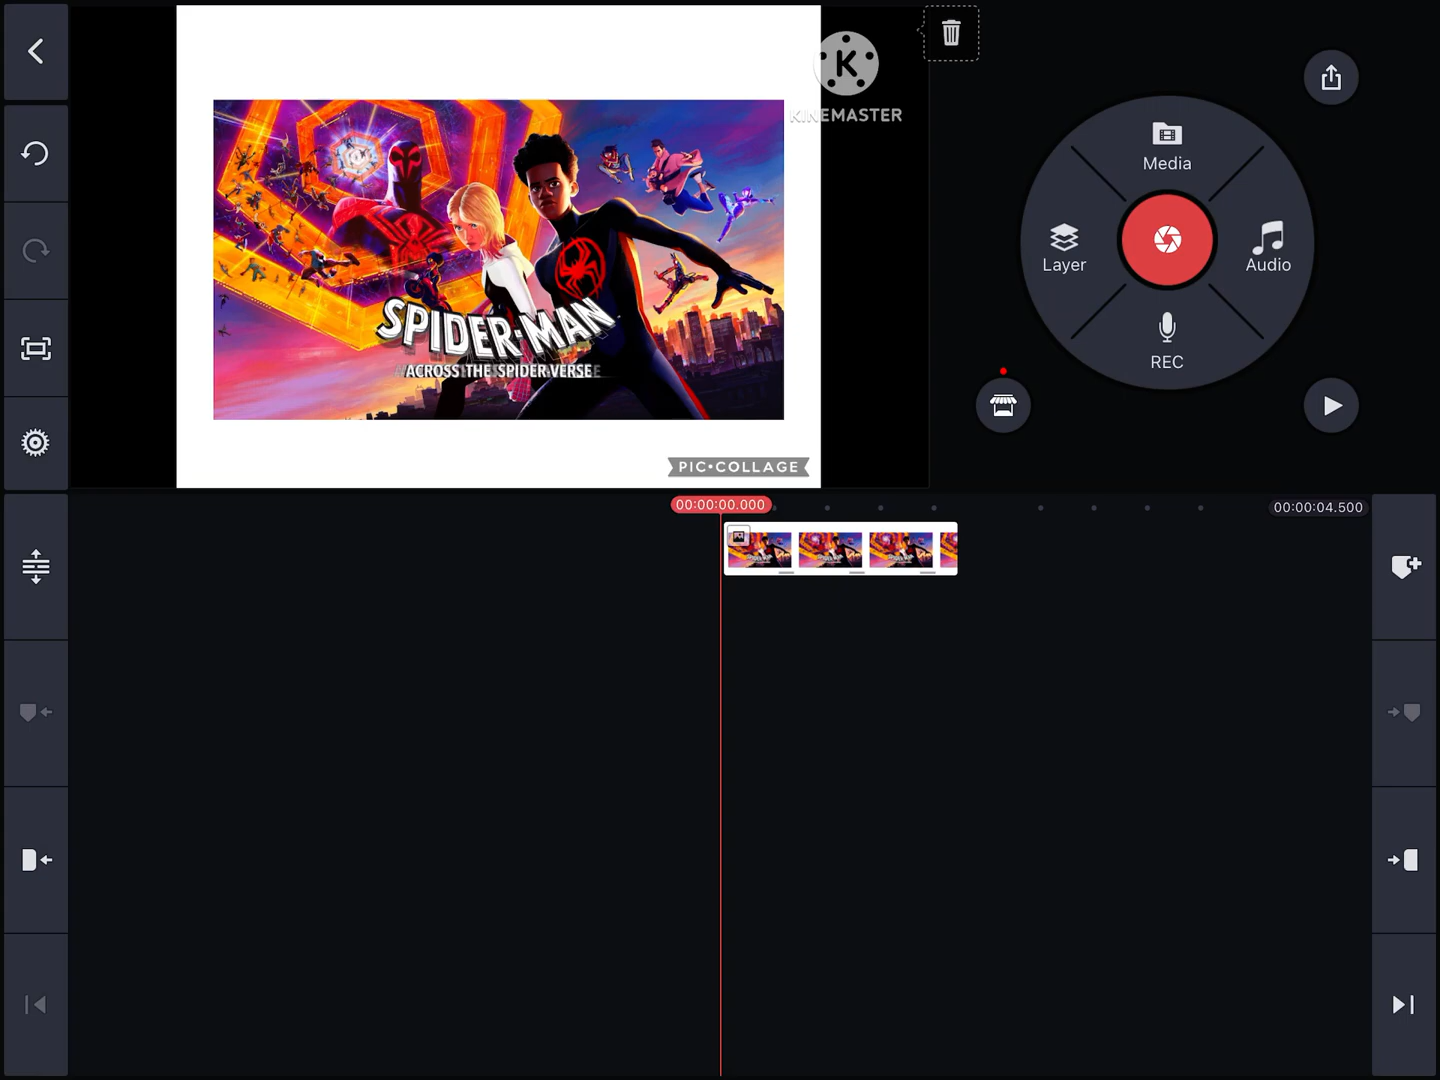 K
KINEMASTER
Media
Layer
Audio
REC
SPIDER-MAN
ACROSS THE SPIDER-VERSE
PIC•COLLAGE
00:00:00.000
00:00:04.500